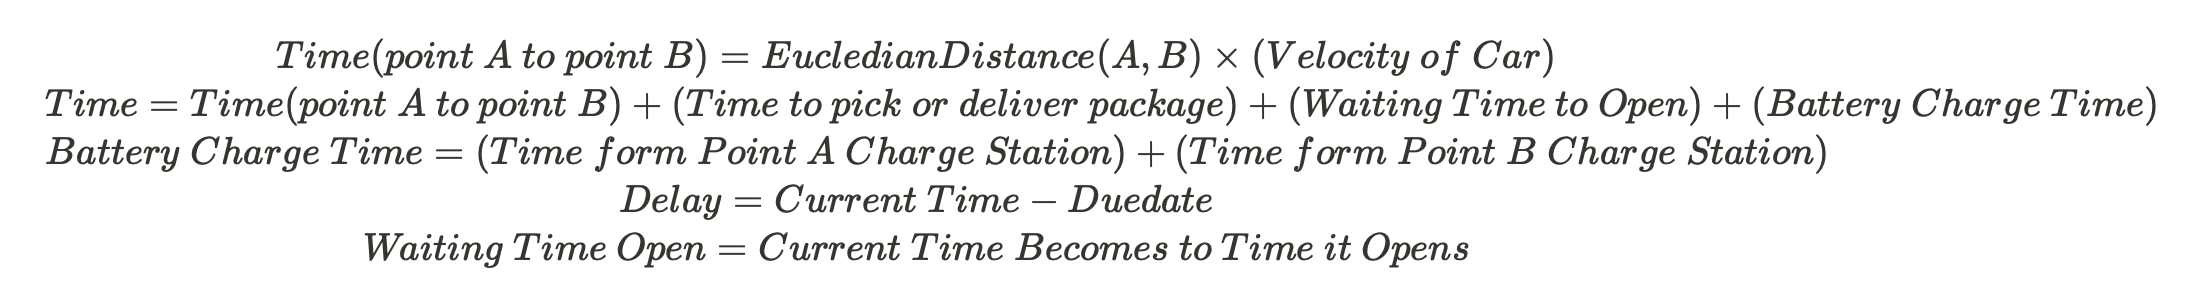 Time(point A to point B) = EucledianDistance(A, B) × (Velocity of Car)
Time = Time(point A to point B) + (Time to pick or deliver package) + (Waiting Time to Open) + (Battery Charge Time)
Battery Charge Time = (Time form Point A Charge Station) + (Time form Point B Charge Station)
Delay = Current Time − Duedate
Waiting Time Open = Current Time Becomes to Time it Opens